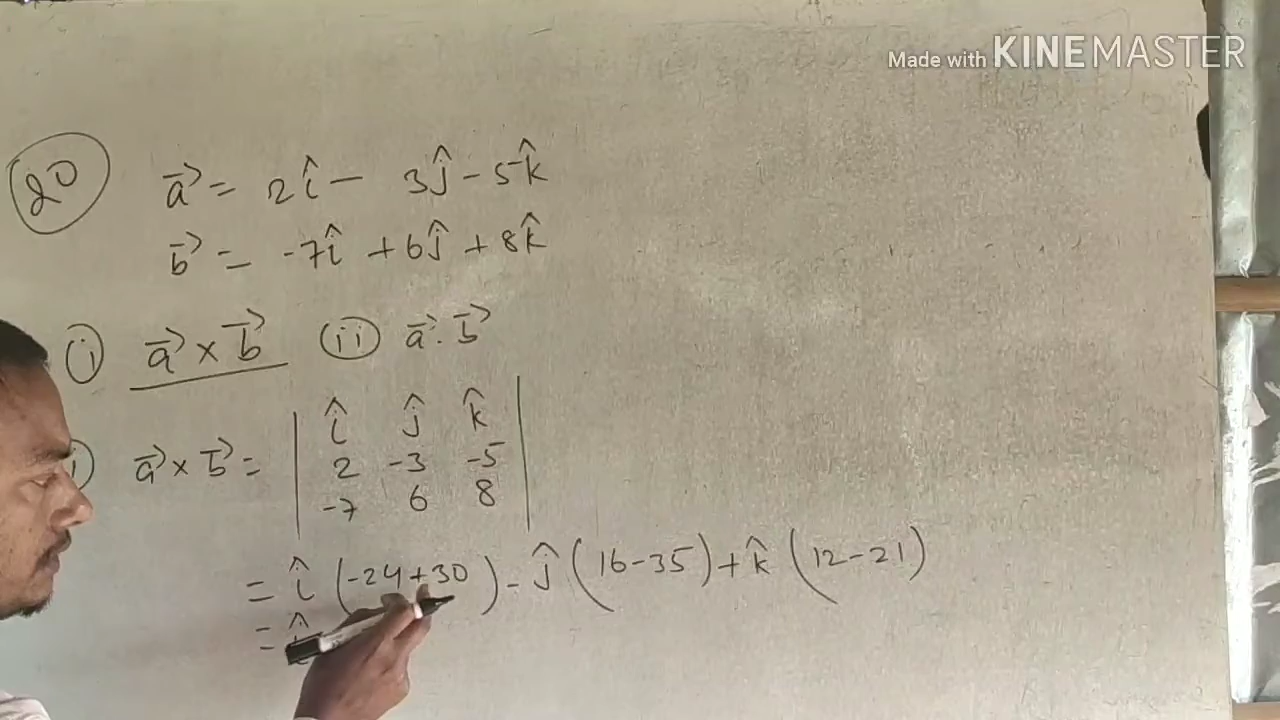 Made with KINEMASTER
20 a⃗ = 2î - 3ĵ - 5k̂
b⃗ = -7î + 6ĵ + 8k̂
i a⃗ × b⃗ ii a⃗ . b⃗
) a⃗ × b⃗ = | î ĵ k̂ |
2 -3 -5
-7 6 8
= î (-24+30) - ĵ (16-35) + k̂ (12-21)
=